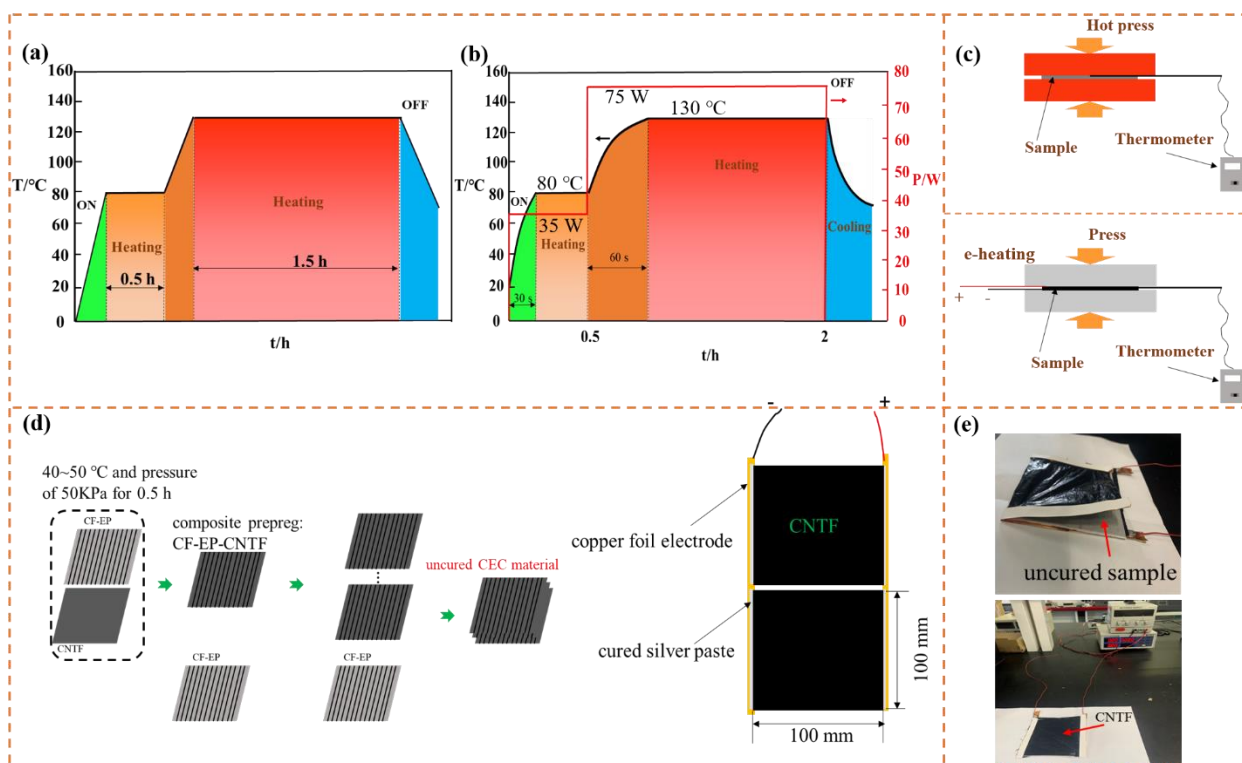 (a)
160
140
120
100
80
60
40
20
0
T/°C
ON
Heating
0.5 h
Heating
1.5 h
OFF
t/h
(b)
160
140
120
100
80
60
40
20
0
T/°C
ON
80 °C
35 W
Heating
30 s
75 W
60 s
130 °C
Heating
OFF
Cooling
80
70
60
50
40
30
20
10
0
P/W
0.5
2
t/h
(c)
Hot press
Sample
Thermometer
Press
e-heating
+
-
Sample
Thermometer
(d)
40~50 °C and pressure
of 50KPa for 0.5 h
CF-EP
CNTF
composite prepreg:
CF-EP-CNTF
CF-EP
CF-EP
uncured CEC material
-
+
copper foil electrode
CNTF
cured silver paste
100 mm
100 mm
(e)
uncured sample
CNTF